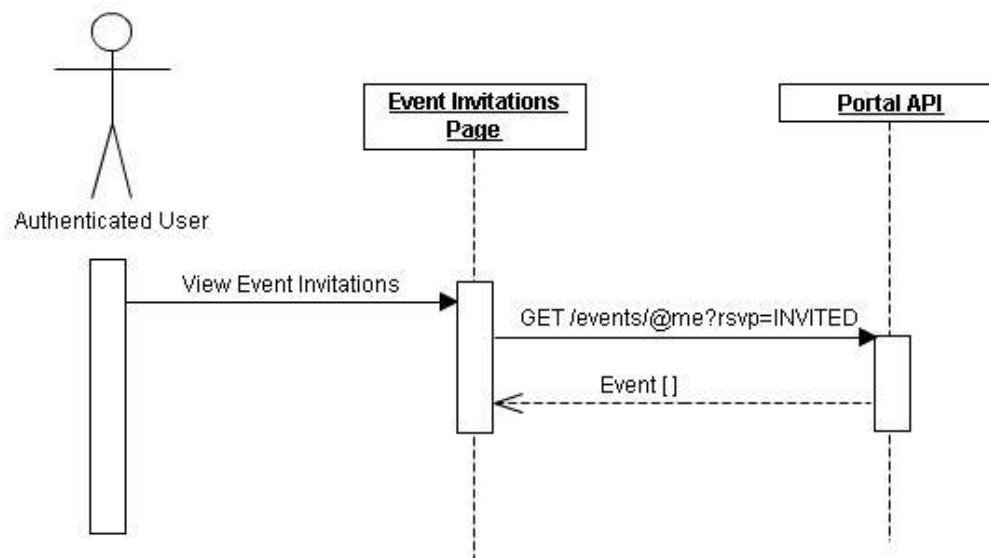 Event Invitations
Page
Portal API
Authenticated User
View Event Invitations
GET /events/@me?rsvp=INVITED
Event [ ]